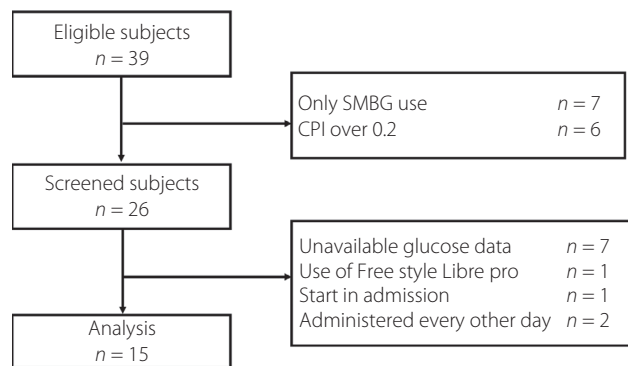 Eligible subjects
n = 39
Only SMBG use n = 7
CPI over 0.2 n = 6
Screened subjects
n = 26
Unavailable glucose data n = 7
Use of Free style Libre pro n = 1
Start in admission n = 1
Administered every other day n = 2
Analysis
n = 15